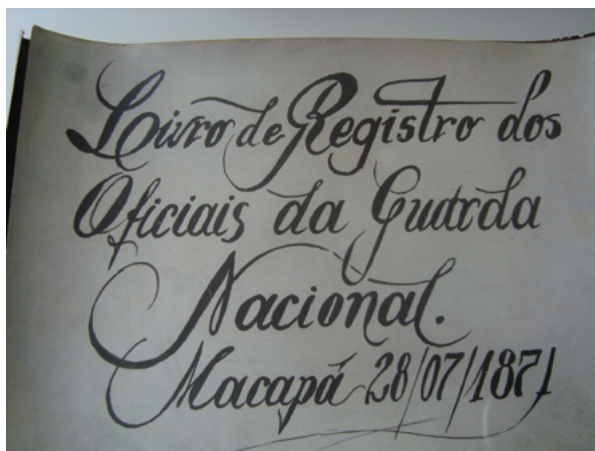 Livro de Registro dos
Oficiais da Guarda
Nacional.
Macapá 28/07/1871